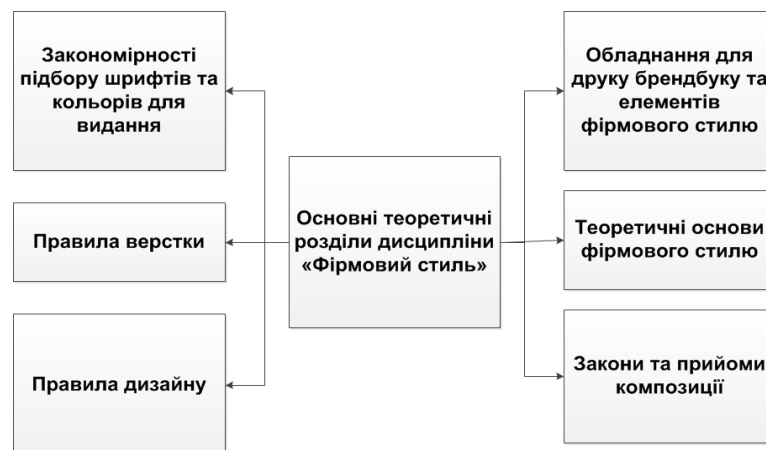 Закономірності
підбору шрифтів та
кольорів для
видання
Правила верстки
Правила дизайну
Основні теоретичні
розділи дисципліни
«Фірмовий стиль»
Обладнання для
друку брендбуку та
елементів
фірмового стилю
Теоретичні основи
фірмового стилю
Закони та прийоми
композиції